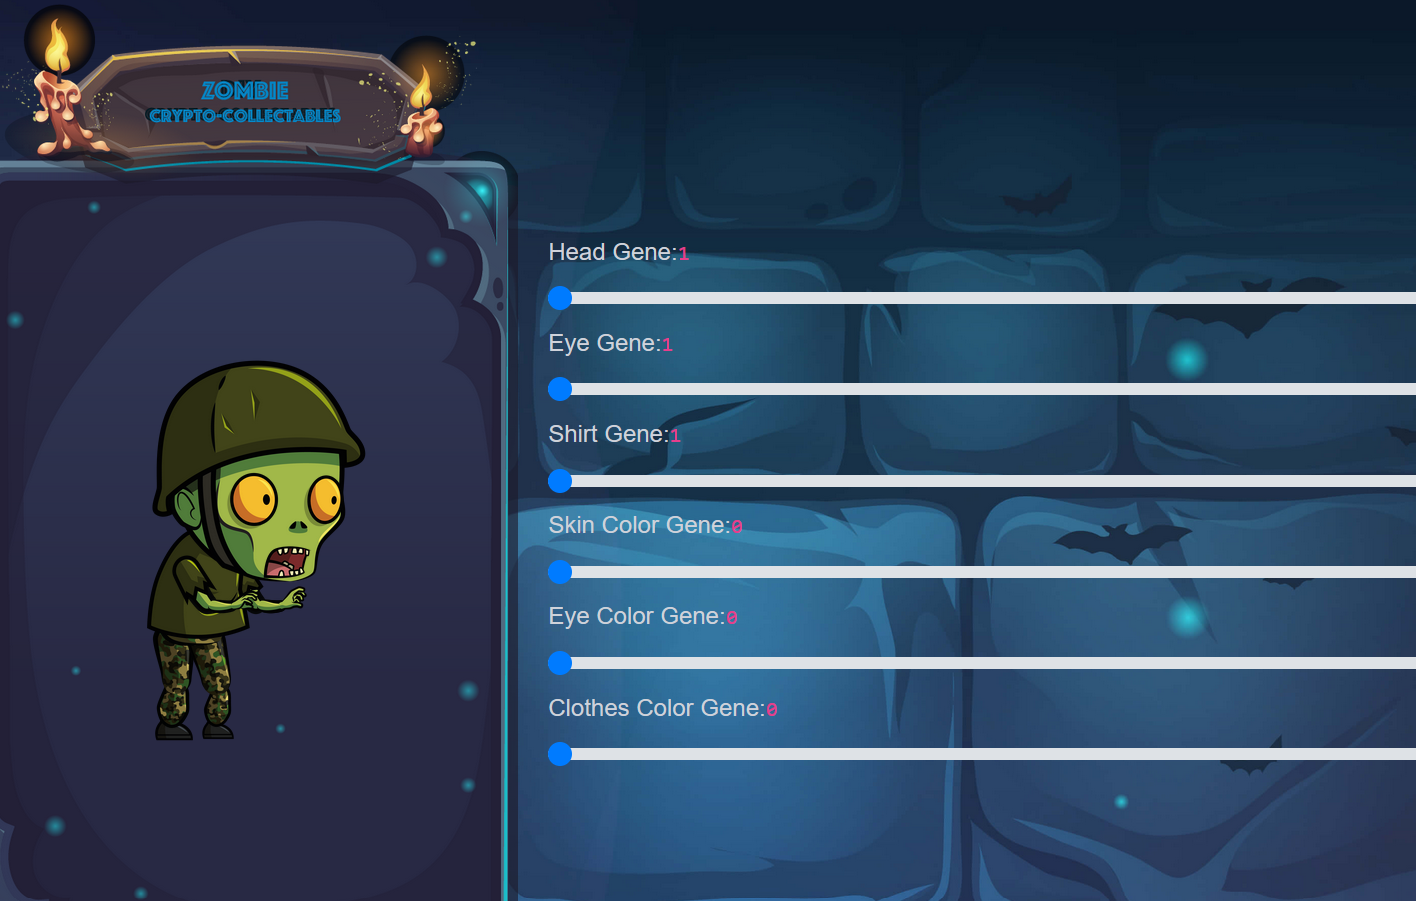 ZOMBIE
CRYPTO-COLLECTABLES
Head Gene:1
Eye Gene:1
Shirt Gene:1
Skin Color Gene:0
Eye Color Gene:0
Clothes Color Gene:0